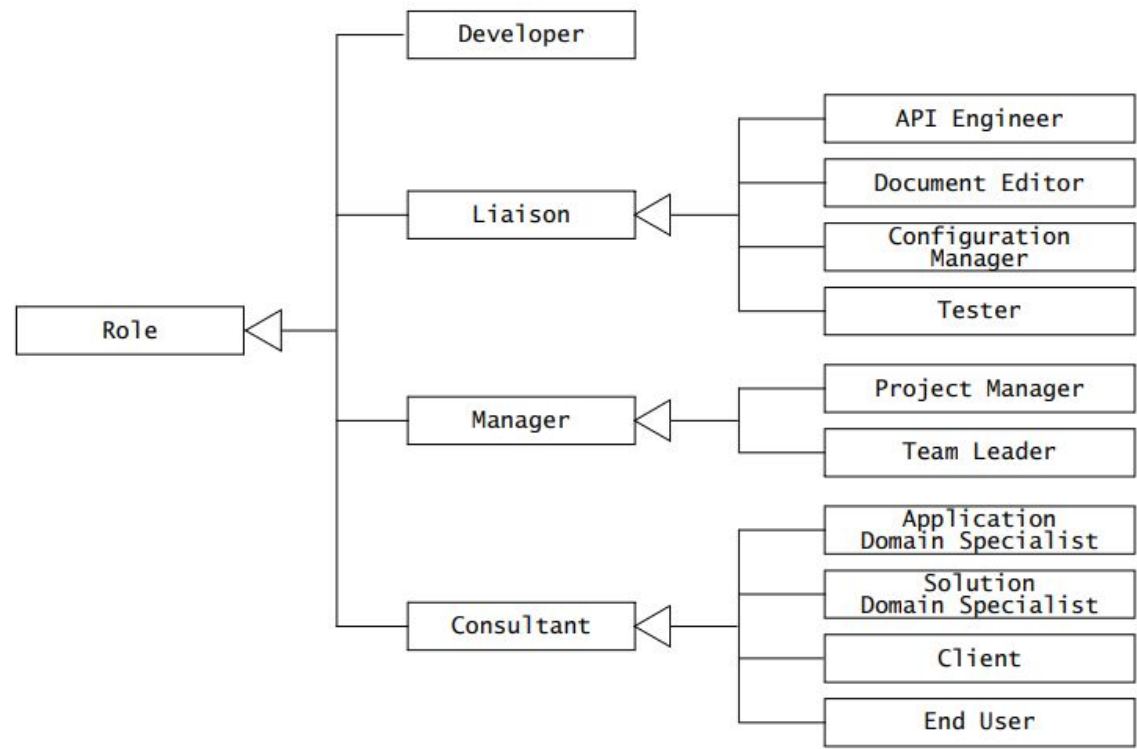 Developer
API Engineer
Document Editor
Liaison
Configuration
Manager
Tester
Role
Project Manager
Manager
Team Leader
Application
Domain Specialist
Solution
Domain Specialist
Consultant
Client
End User